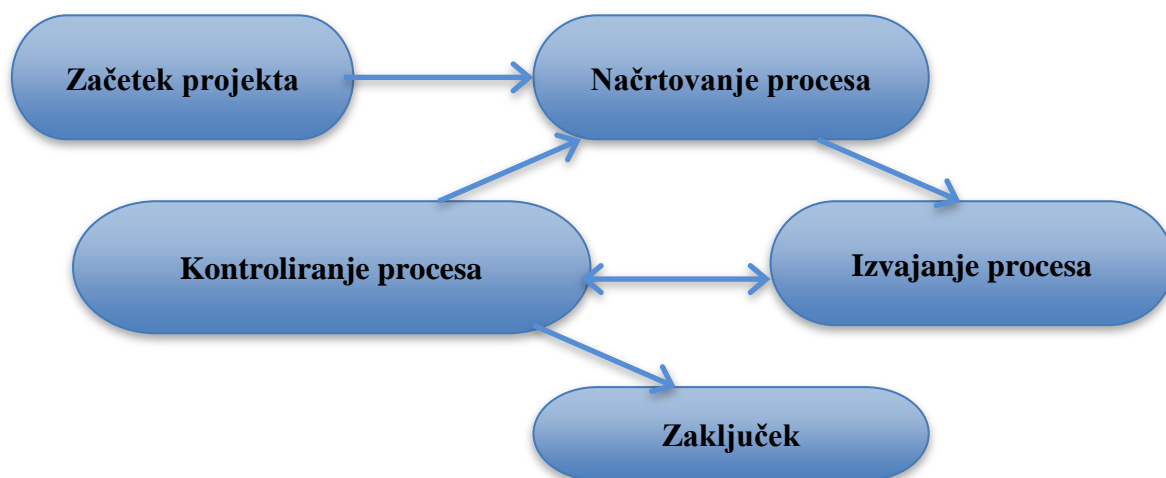 Začetek projekta
Načrtovanje procesa
Kontroliranje procesa
Izvajanje procesa
Zaključek